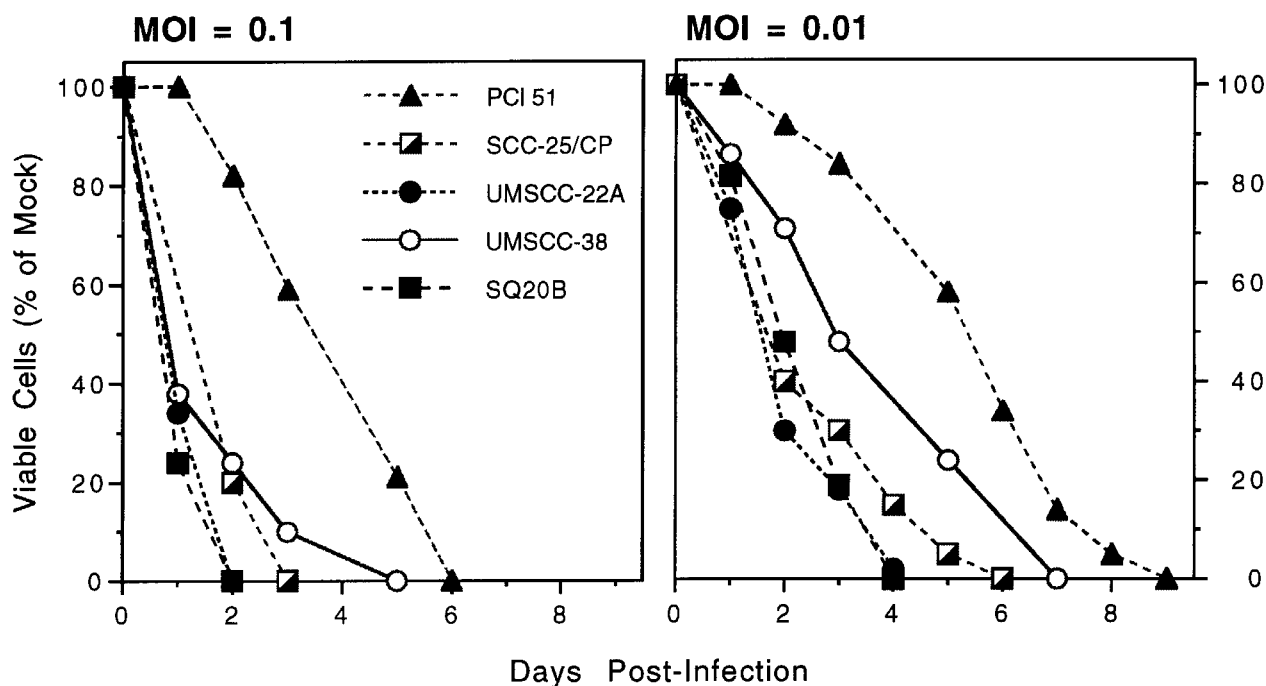 MOI = 0.1
MOI = 0.01
Viable Cells (% of Mock)
100
80
60
40
20
0
PCI 51
SCC-25/CP
UMSCC-22A
UMSCC-38
SQ20B
100
80
60
40
20
0
0 2 4 6 8
0 2 4 6 8
Days Post-Infection